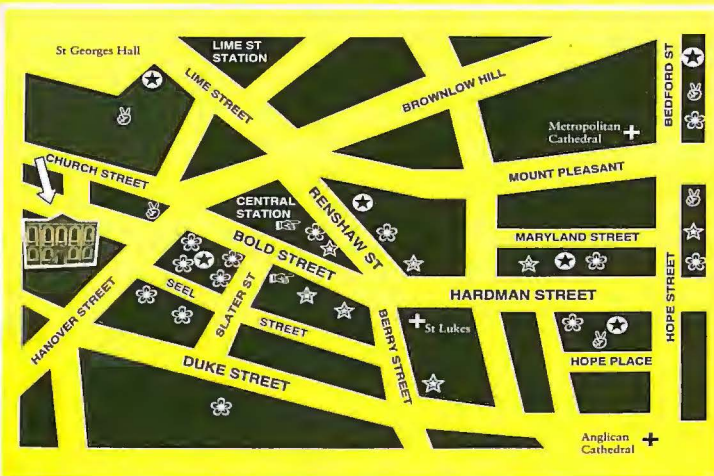 St Georges Hall
LIME ST
STATION
LIME STREET
BROWNLOW HILL
BEDFORD ST
Metropolitan
Cathedral
CHURCH STREET
MOUNT PLEASANT
CENTRAL
STATION
RENSHAW ST
BOLD STREET
MARYLAND STREET
HANOVER STREET
SEEL
STREET
SLATER ST
HARDMAN STREET
HOPE STREET
St Lukes
BERRY STREET
DUKE STREET
HOPE PLACE
Anglican
Cathedral